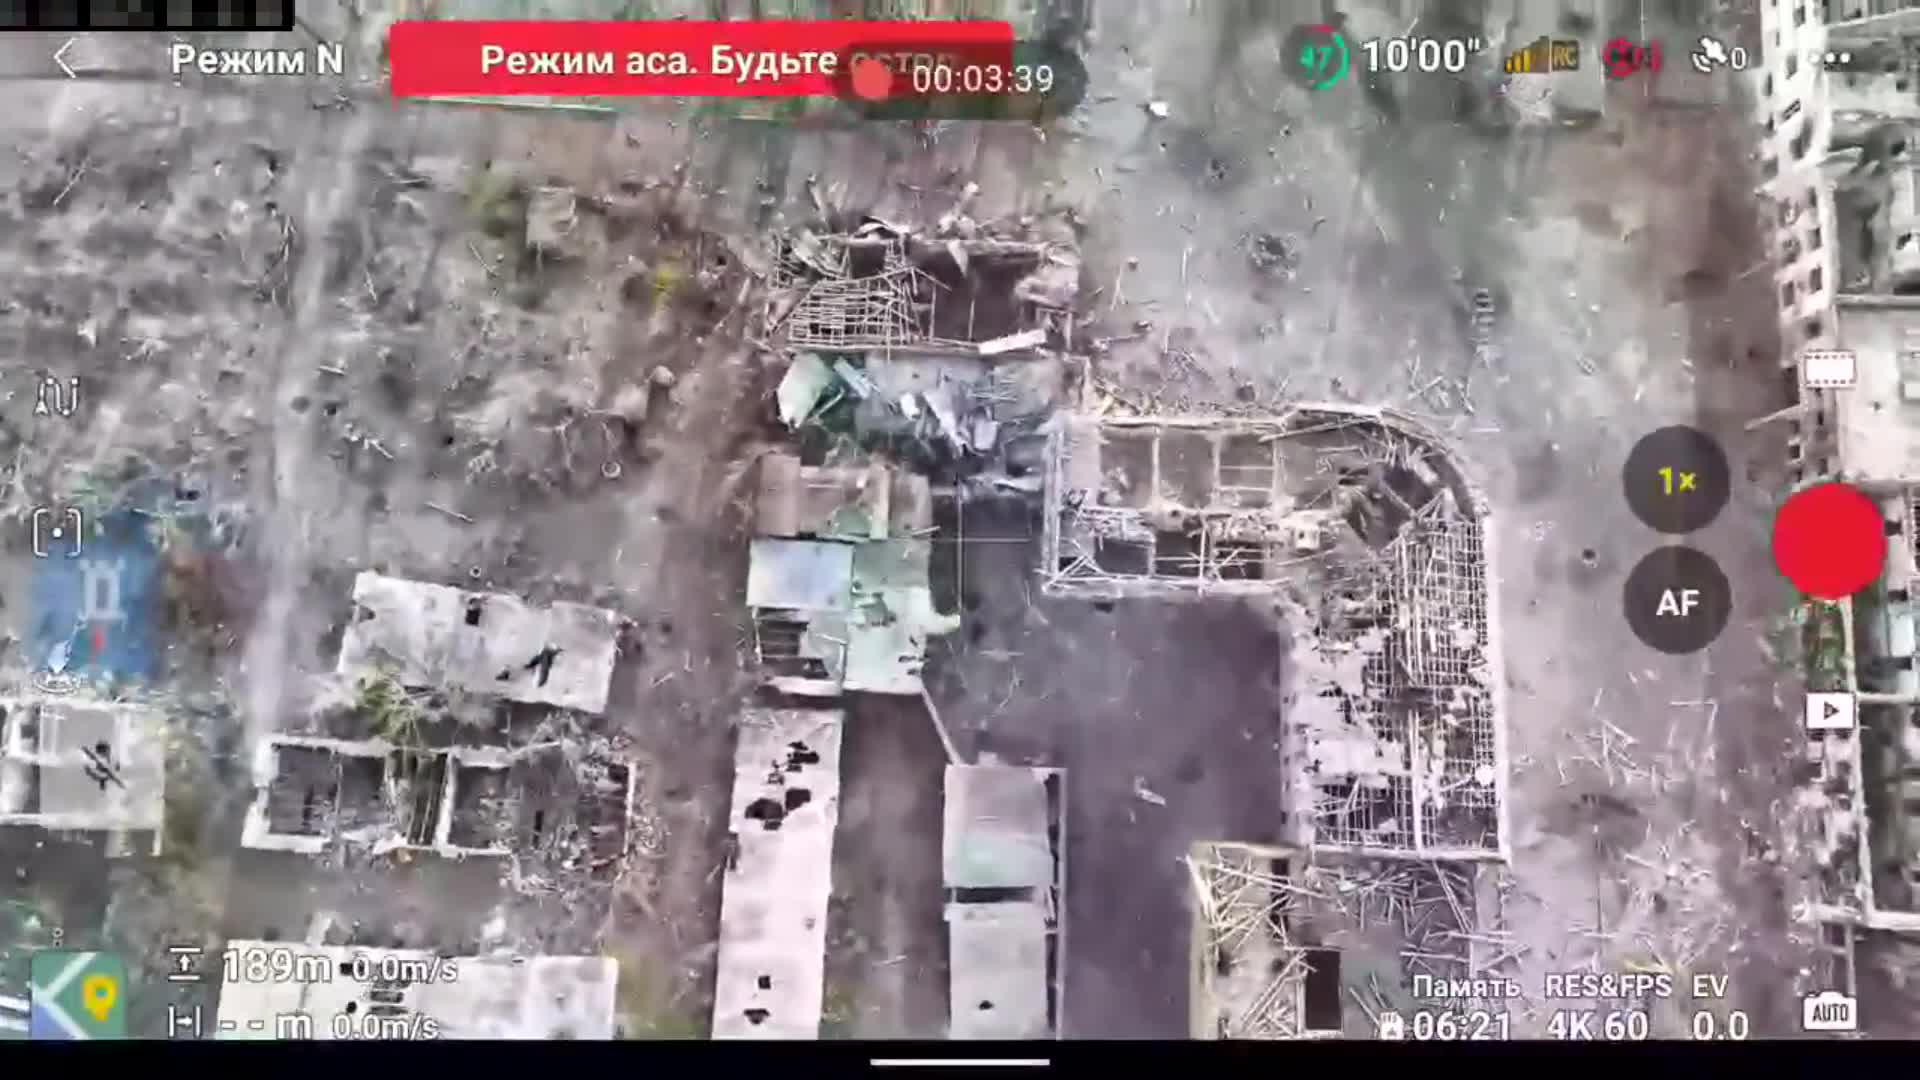 Режим N
Режим аса. Будьте
00:03:39
47
10'00"
RC
0
1×
AF
189m 0.0m/s
- - m 0.0m/s
Память RES&FPS EV
06:21 4K 60 0.0
AUTO